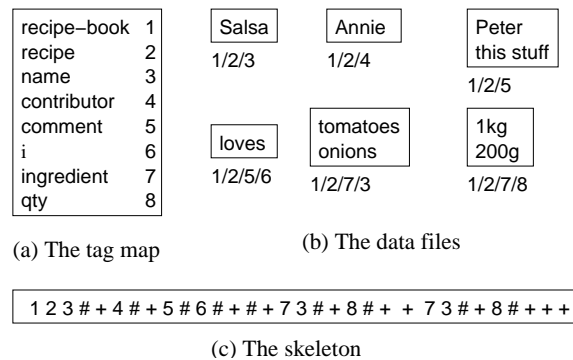 recipe–book 1
recipe 2
name 3
contributor 4
comment 5
i 6
ingredient 7
qty 8
(a) The tag map
Salsa
1/2/3
Annie
1/2/4
Peter
this stuff
1/2/5
loves
1/2/5/6
tomatoes
onions
1/2/7/3
1kg
200g
1/2/7/8
(b) The data files
1 2 3 # + 4 # + 5 # 6 # + # + 7 3 # + 8 # + + 7 3 # + 8 # + + +
(c) The skeleton